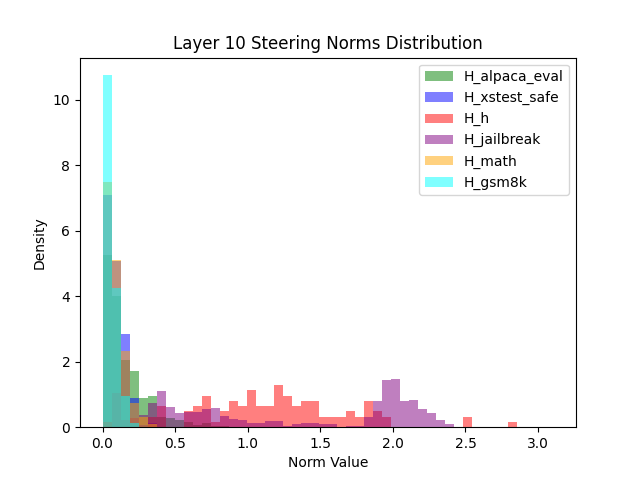 Layer 10 Steering Norms Distribution
H_alpaca_eval
H_xstest_safe
H_h
H_jailbreak
H_math
H_gsm8k
10
8
6
4
2
0
Density
0.0 0.5 1.0 1.5 2.0 2.5 3.0
Norm Value